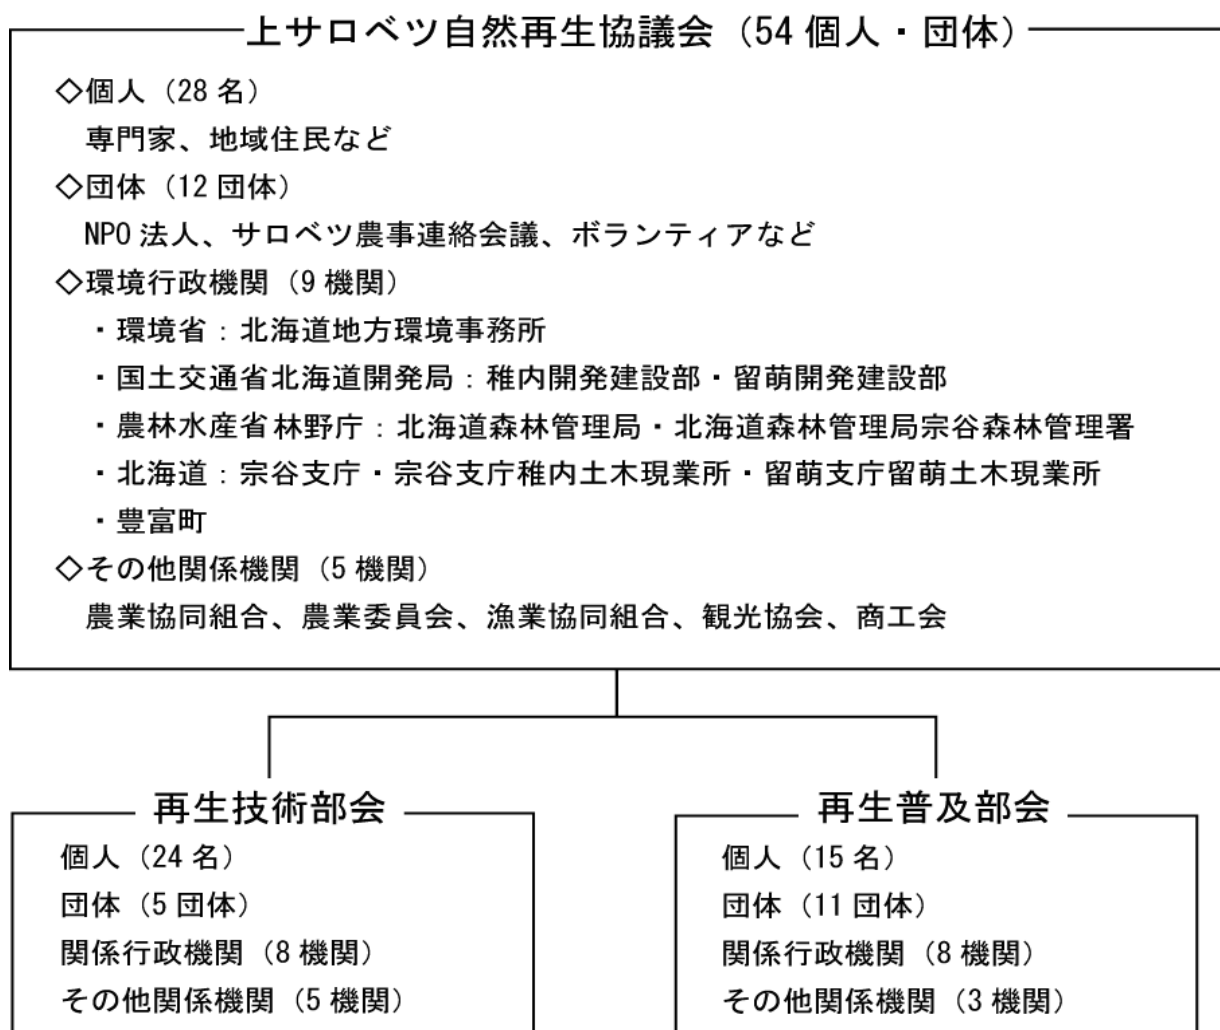 上サロベツ自然再生協議会（54 個人・団体）
◇個人（28 名）
専門家、地域住民など
◇団体（12 団体）
NPO 法人、サロベツ農事連絡会議、ボランティアなど
◇環境行政機関（9 機関）
・環境省：北海道地方環境事務所
・国土交通省北海道開発局：稚内開発建設部・留萌開発建設部
・農林水産省林野庁：北海道森林管理局・北海道森林管理局宗谷森林管理署
・北海道：宗谷支庁・宗谷支庁稚内土木現業所・留萌支庁留萌土木現業所
・豊富町
◇その他関係機関（5 機関）
農業協同組合、農業委員会、漁業協同組合、観光協会、商工会
再生技術部会
個人（24 名）
団体（5 団体）
関係行政機関（8 機関）
その他関係機関（5 機関）
再生普及部会
個人（15 名）
団体（11 団体）
関係行政機関（8 機関）
その他関係機関（3 機関）